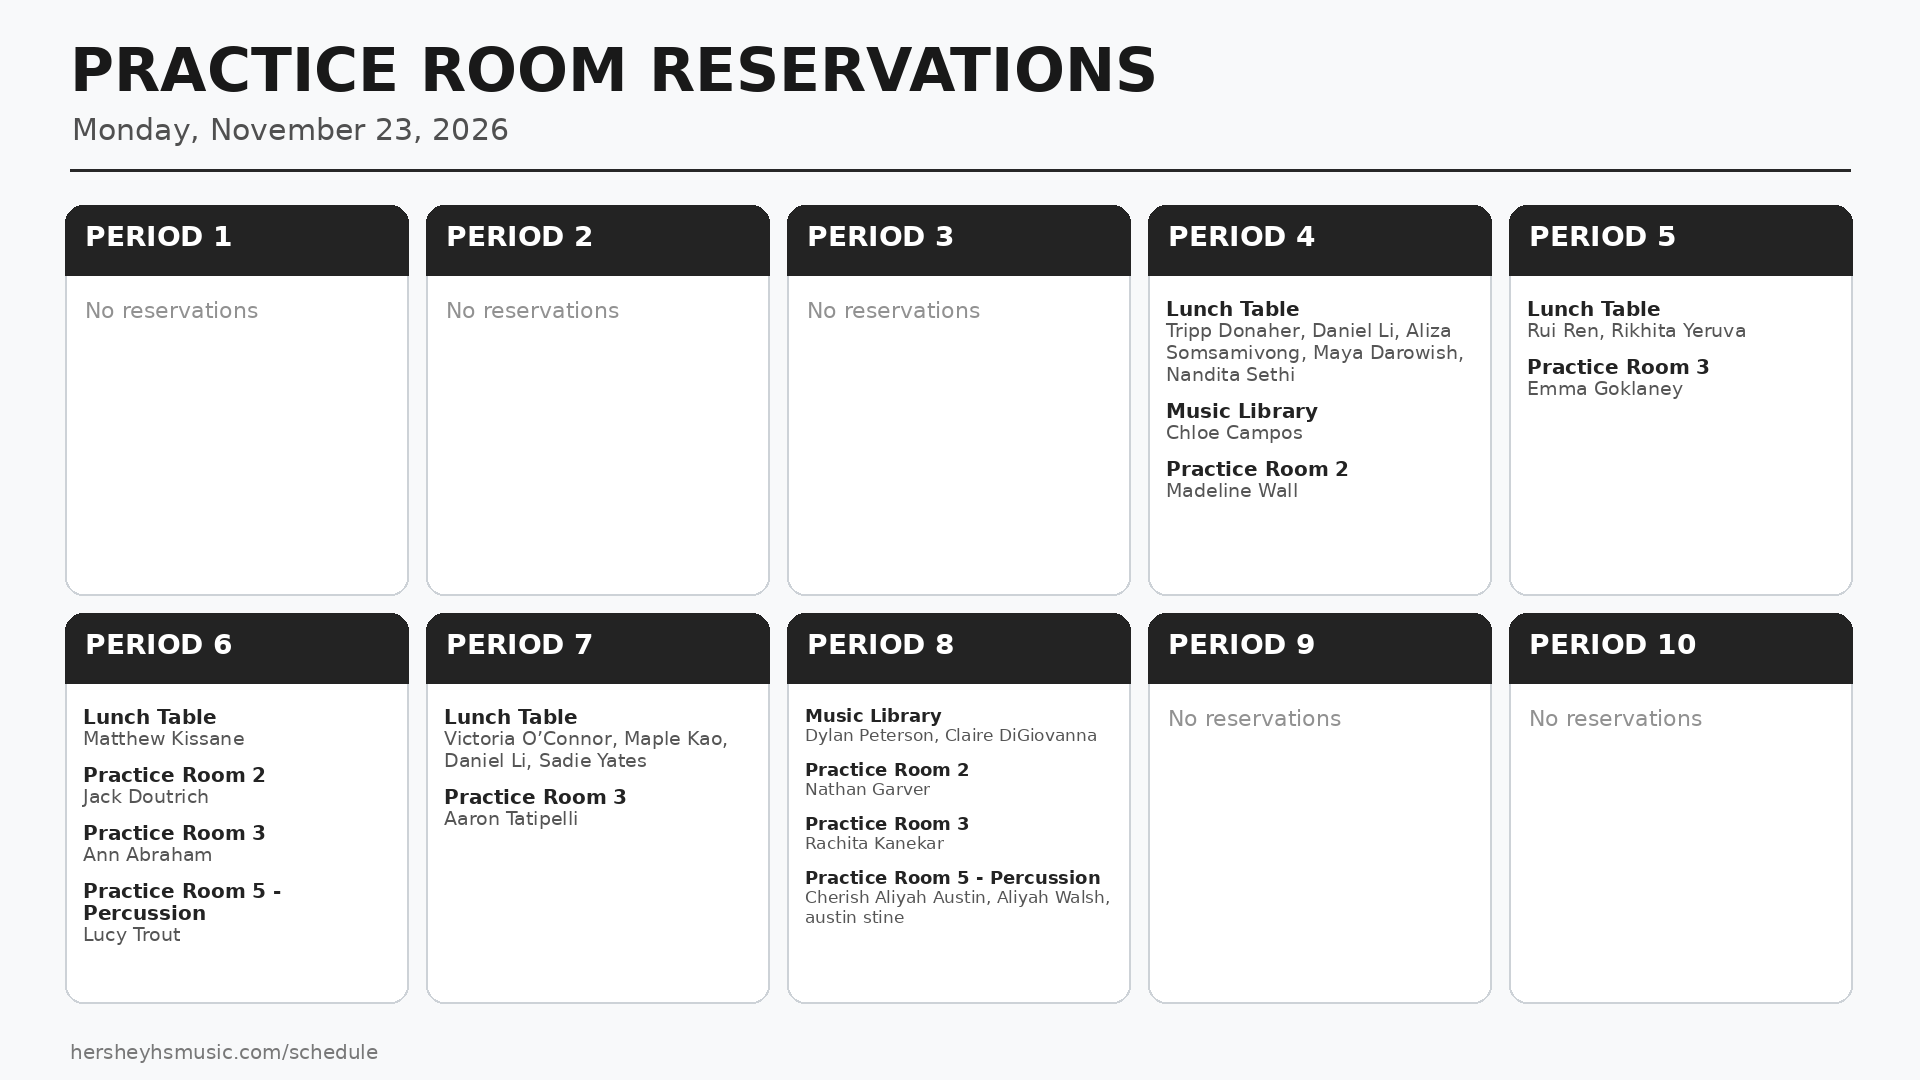 PRACTICE ROOM RESERVATIONS
Monday, November 23, 2026
PERIOD 1
No reservations
PERIOD 2
No reservations
PERIOD 3
No reservations
PERIOD 4
Lunch Table
Tripp Donaher, Daniel Li, Aliza
Somsamivong, Maya Darowish,
Nandita Sethi
Music Library
Chloe Campos
Practice Room 2
Madeline Wall
PERIOD 5
Lunch Table
Rui Ren, Rikhita Yeruva
Practice Room 3
Emma Goklaney
PERIOD 6
Lunch Table
Matthew Kissane
Practice Room 2
Jack Doutrich
Practice Room 3
Ann Abraham
Practice Room 5 -
Percussion
Lucy Trout
PERIOD 7
Lunch Table
Victoria O’Connor, Maple Kao,
Daniel Li, Sadie Yates
Practice Room 3
Aaron Tatipelli
PERIOD 8
Music Library
Dylan Peterson, Claire DiGiovanna
Practice Room 2
Nathan Garver
Practice Room 3
Rachita Kanekar
Practice Room 5 - Percussion
Cherish Aliyah Austin, Aliyah Walsh,
austin stine
PERIOD 9
No reservations
PERIOD 10
No reservations
hersheyhsmusic.com/schedule